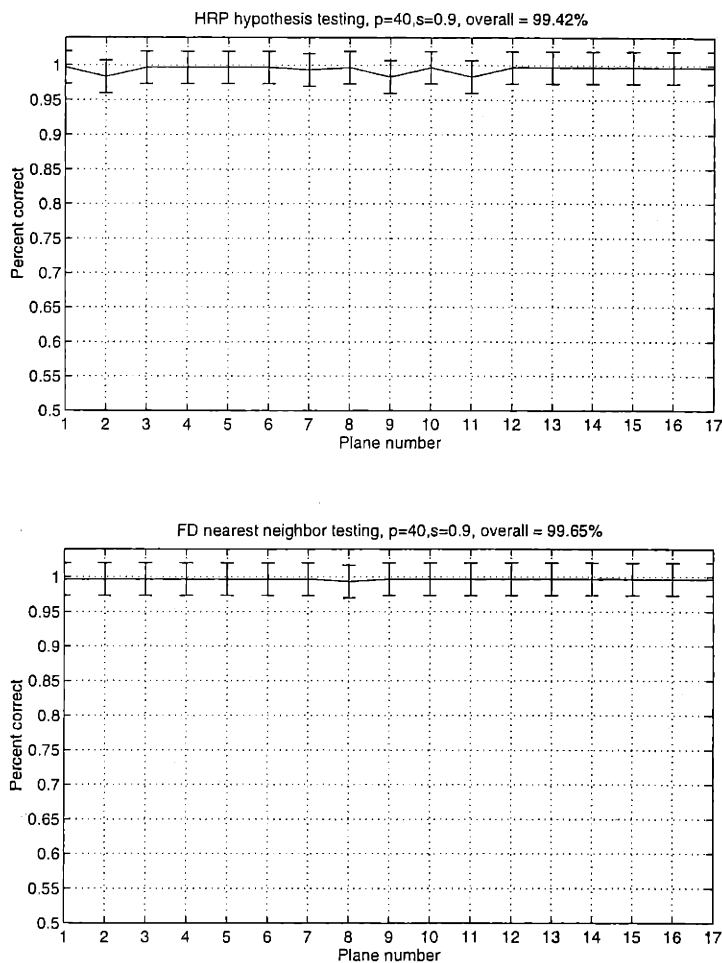 HRP hypothesis testing, p=40,s=0.9, overall = 99.42%
1
0.95
0.9
0.85
0.8
0.75
0.7
0.65
0.6
0.55
0.5
Percent correct
1 2 3 4 5 6 7 8 9 10 11 12 13 14 15 16 17
Plane number
FD nearest neighbor testing, p=40,s=0.9, overall = 99.65%
1
0.95
0.9
0.85
0.8
0.75
0.7
0.65
0.6
0.55
0.5
Percent correct
1 2 3 4 5 6 7 8 9 10 11 12 13 14 15 16 17
Plane number